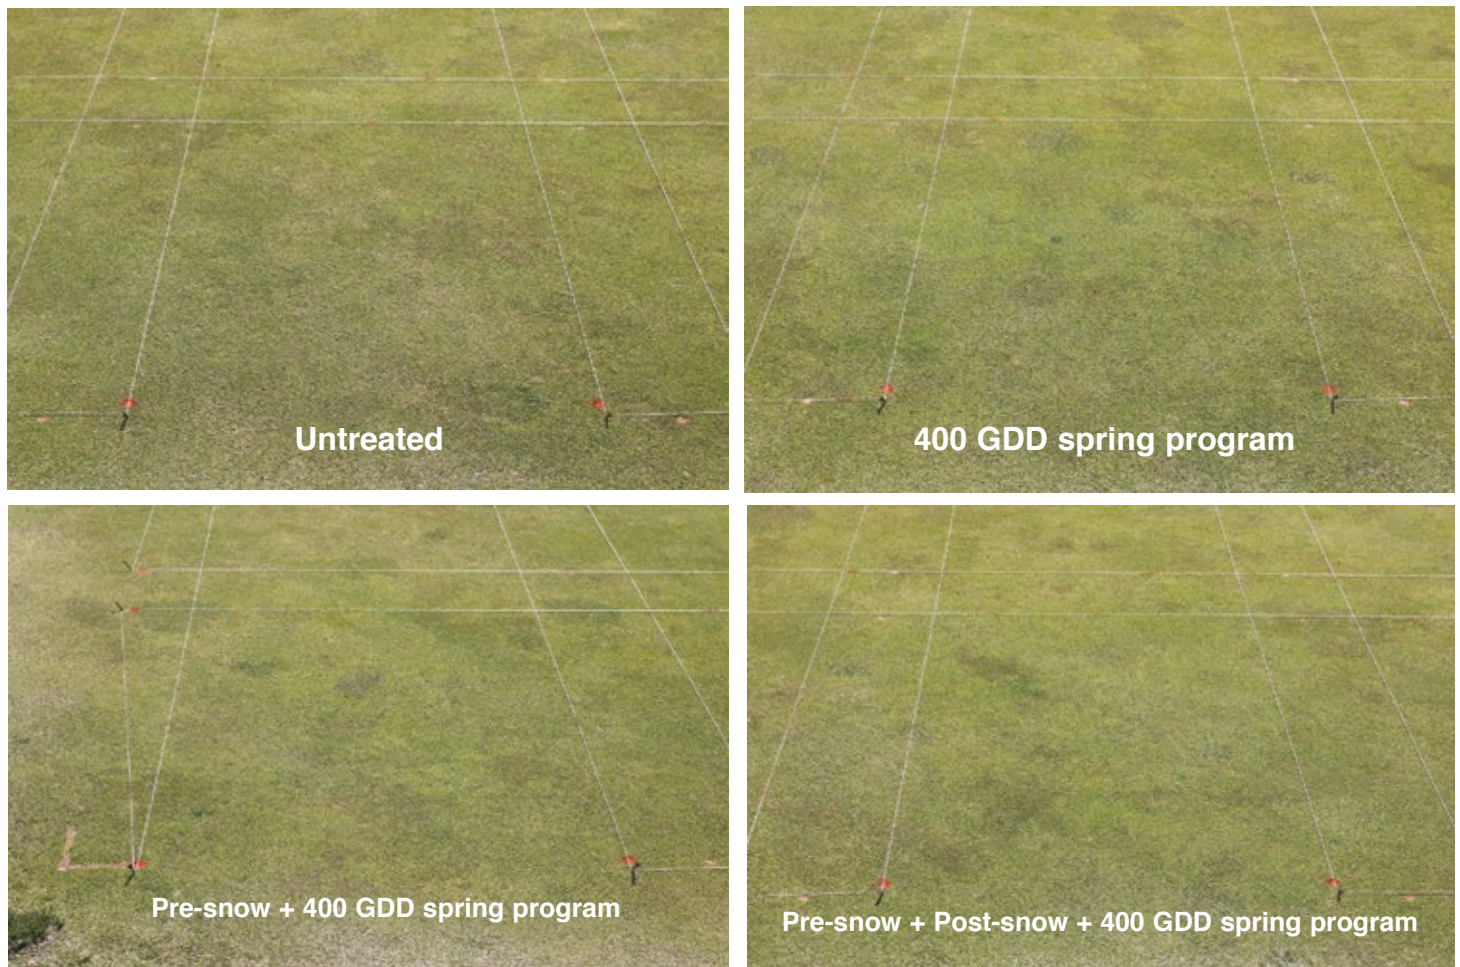 Untreated
400 GDD spring program
Pre-snow + 400 GDD spring program
Pre-snow + Post-snow + 400 GDD spring program